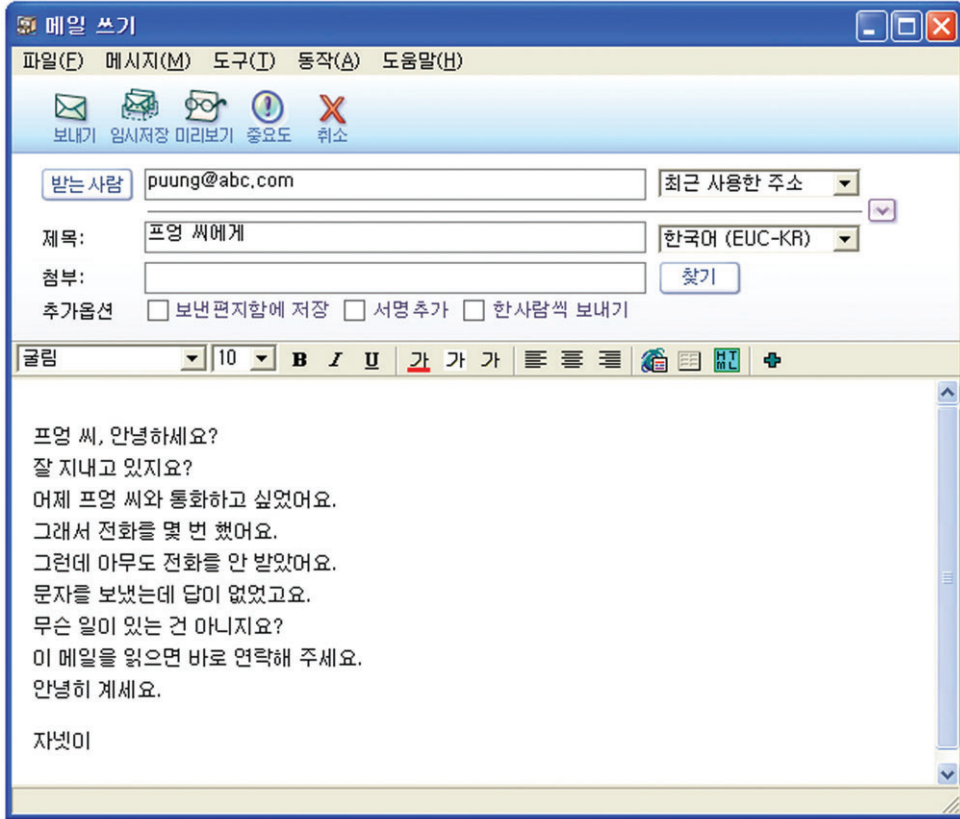 메일 쓰기
파일(F) 메시지(M) 도구(T) 동작(A) 도움말(H)
보내기 임시저장 미리보기 중요도 취소
받는 사람 puung@abc.com 최근 사용한 주소
제목: 프엉 씨에게 한국어 (EUC-KR)
첨부: 찾기
추가옵션 보낸편지함에 저장 서명추가 한사람씩 보내기
굴림 10 B I U 가 가 가 HTML
프엉 씨, 안녕하세요?
잘 지내고 있지요?
어제 프엉 씨와 통화하고 싶었어요.
그래서 전화를 몇 번 했어요.
그런데 아무도 전화를 안 받았어요.
문자를 보냈는데 답이 없었고요.
무슨 일이 있는 건 아니지요?
이 메일을 읽으면 바로 연락해 주세요.
안녕히 계세요.
자넷이